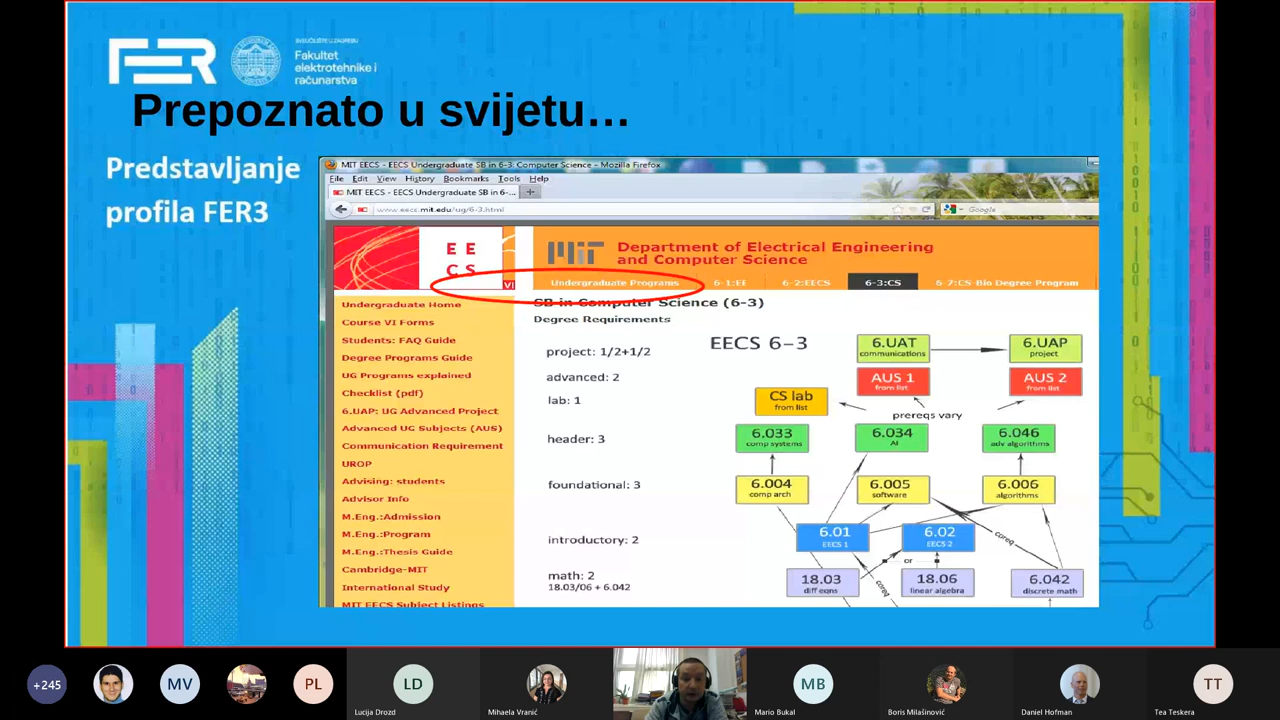 FER
SVEUČILIŠTE U ZAGREBU
Fakultet
elektrotehnike i
računarstva
Prepoznato u svijetu…
Predstavljanje
profila FER3
MIT EECS - EECS Undergraduate SB in 6-3: Computer Science - Mozilla Firefox
File Edit View History Bookmarks Tools Help
MIT EECS - EECS Undergraduate SB in 6-... +
www.eecs.mit.edu/ug/6-3.html
Google
E E
C S
VI
MIT
Department of Electrical Engineering
and Computer Science
Undergraduate Programs 6-1:EE 6-2:EECS 6-3:CS 6-7:CS-Bio Degree Program
Undergraduate Home
Course VI Forms
Students: FAQ Guide
Degree Programs Guide
UG Programs explained
Checklist (pdf)
6.UAP: UG Advanced Project
Advanced UG Subjects (AUS)
Communication Requirement
UROP
Advising: students
Advisor Info
M.Eng.:Admission
M.Eng.:Program
M.Eng.:Thesis Guide
Cambridge-MIT
International Study
MIT EECS Subject Listings
SB in Computer Science (6-3)
Degree Requirements
EECS 6-3
project: 1/2+1/2
6.UAT
communications
6.UAP
project
advanced: 2
AUS 1
from list
AUS 2
from list
lab: 1
CS lab
from list
prereqs vary
header: 3
6.033
comp systems
6.034
AI
6.046
adv algorithms
foundational: 3
6.004
comp arch
6.005
software
6.006
algorithms
introductory: 2
6.01
EECS 1
6.02
EECS 2
coreq
or
math: 2
18.03/06 + 6.042
18.03
diff eqns
18.06
linear algebra
6.042
discrete math
coreq
+245
MV
PL
LD
Lucija Drozd
Mihaela Vranić
MB
Mario Bukal
Boris Milašinović
Daniel Hofman
TT
Tea Teskera